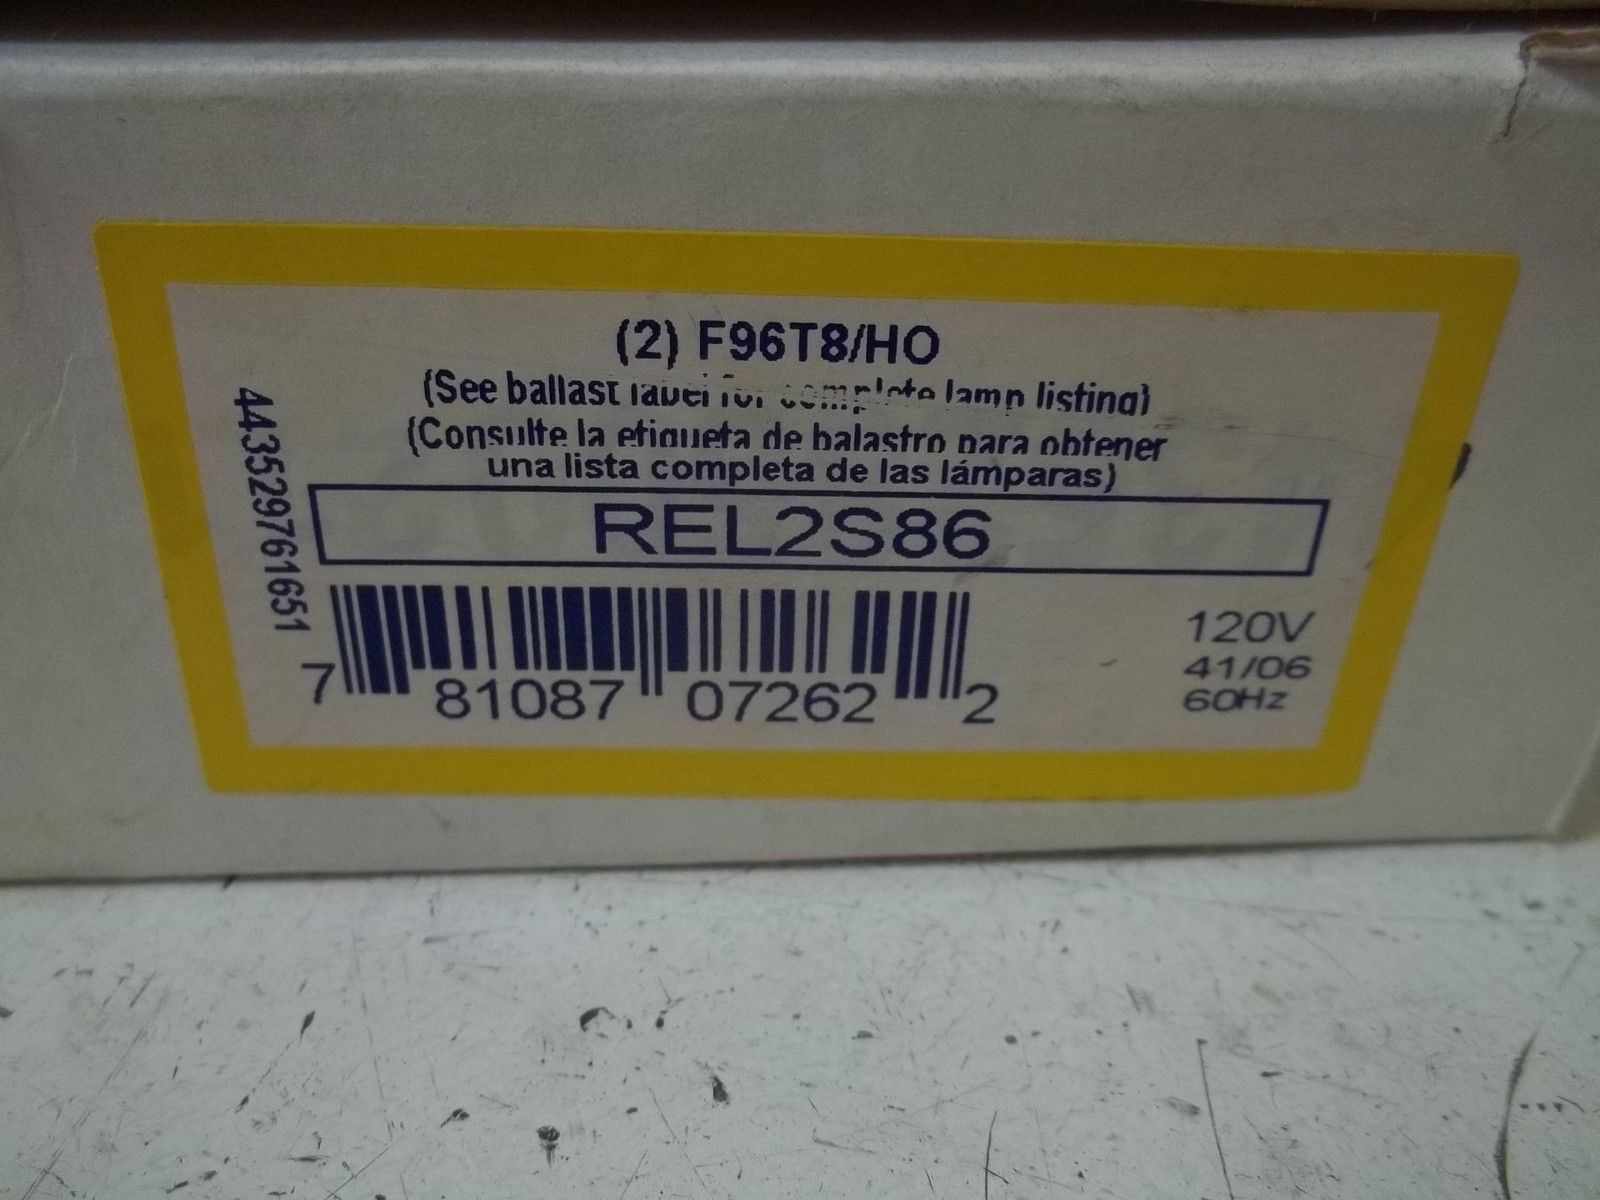 (2) F96T8/HO
(See ballast label for complete lamp listing)
(Consulte la etiqueta de balastro para obtener
una lista completa de las lámparas)
REL2S86
443529761651
7 81087 07262 2
120V
41/06
60Hz